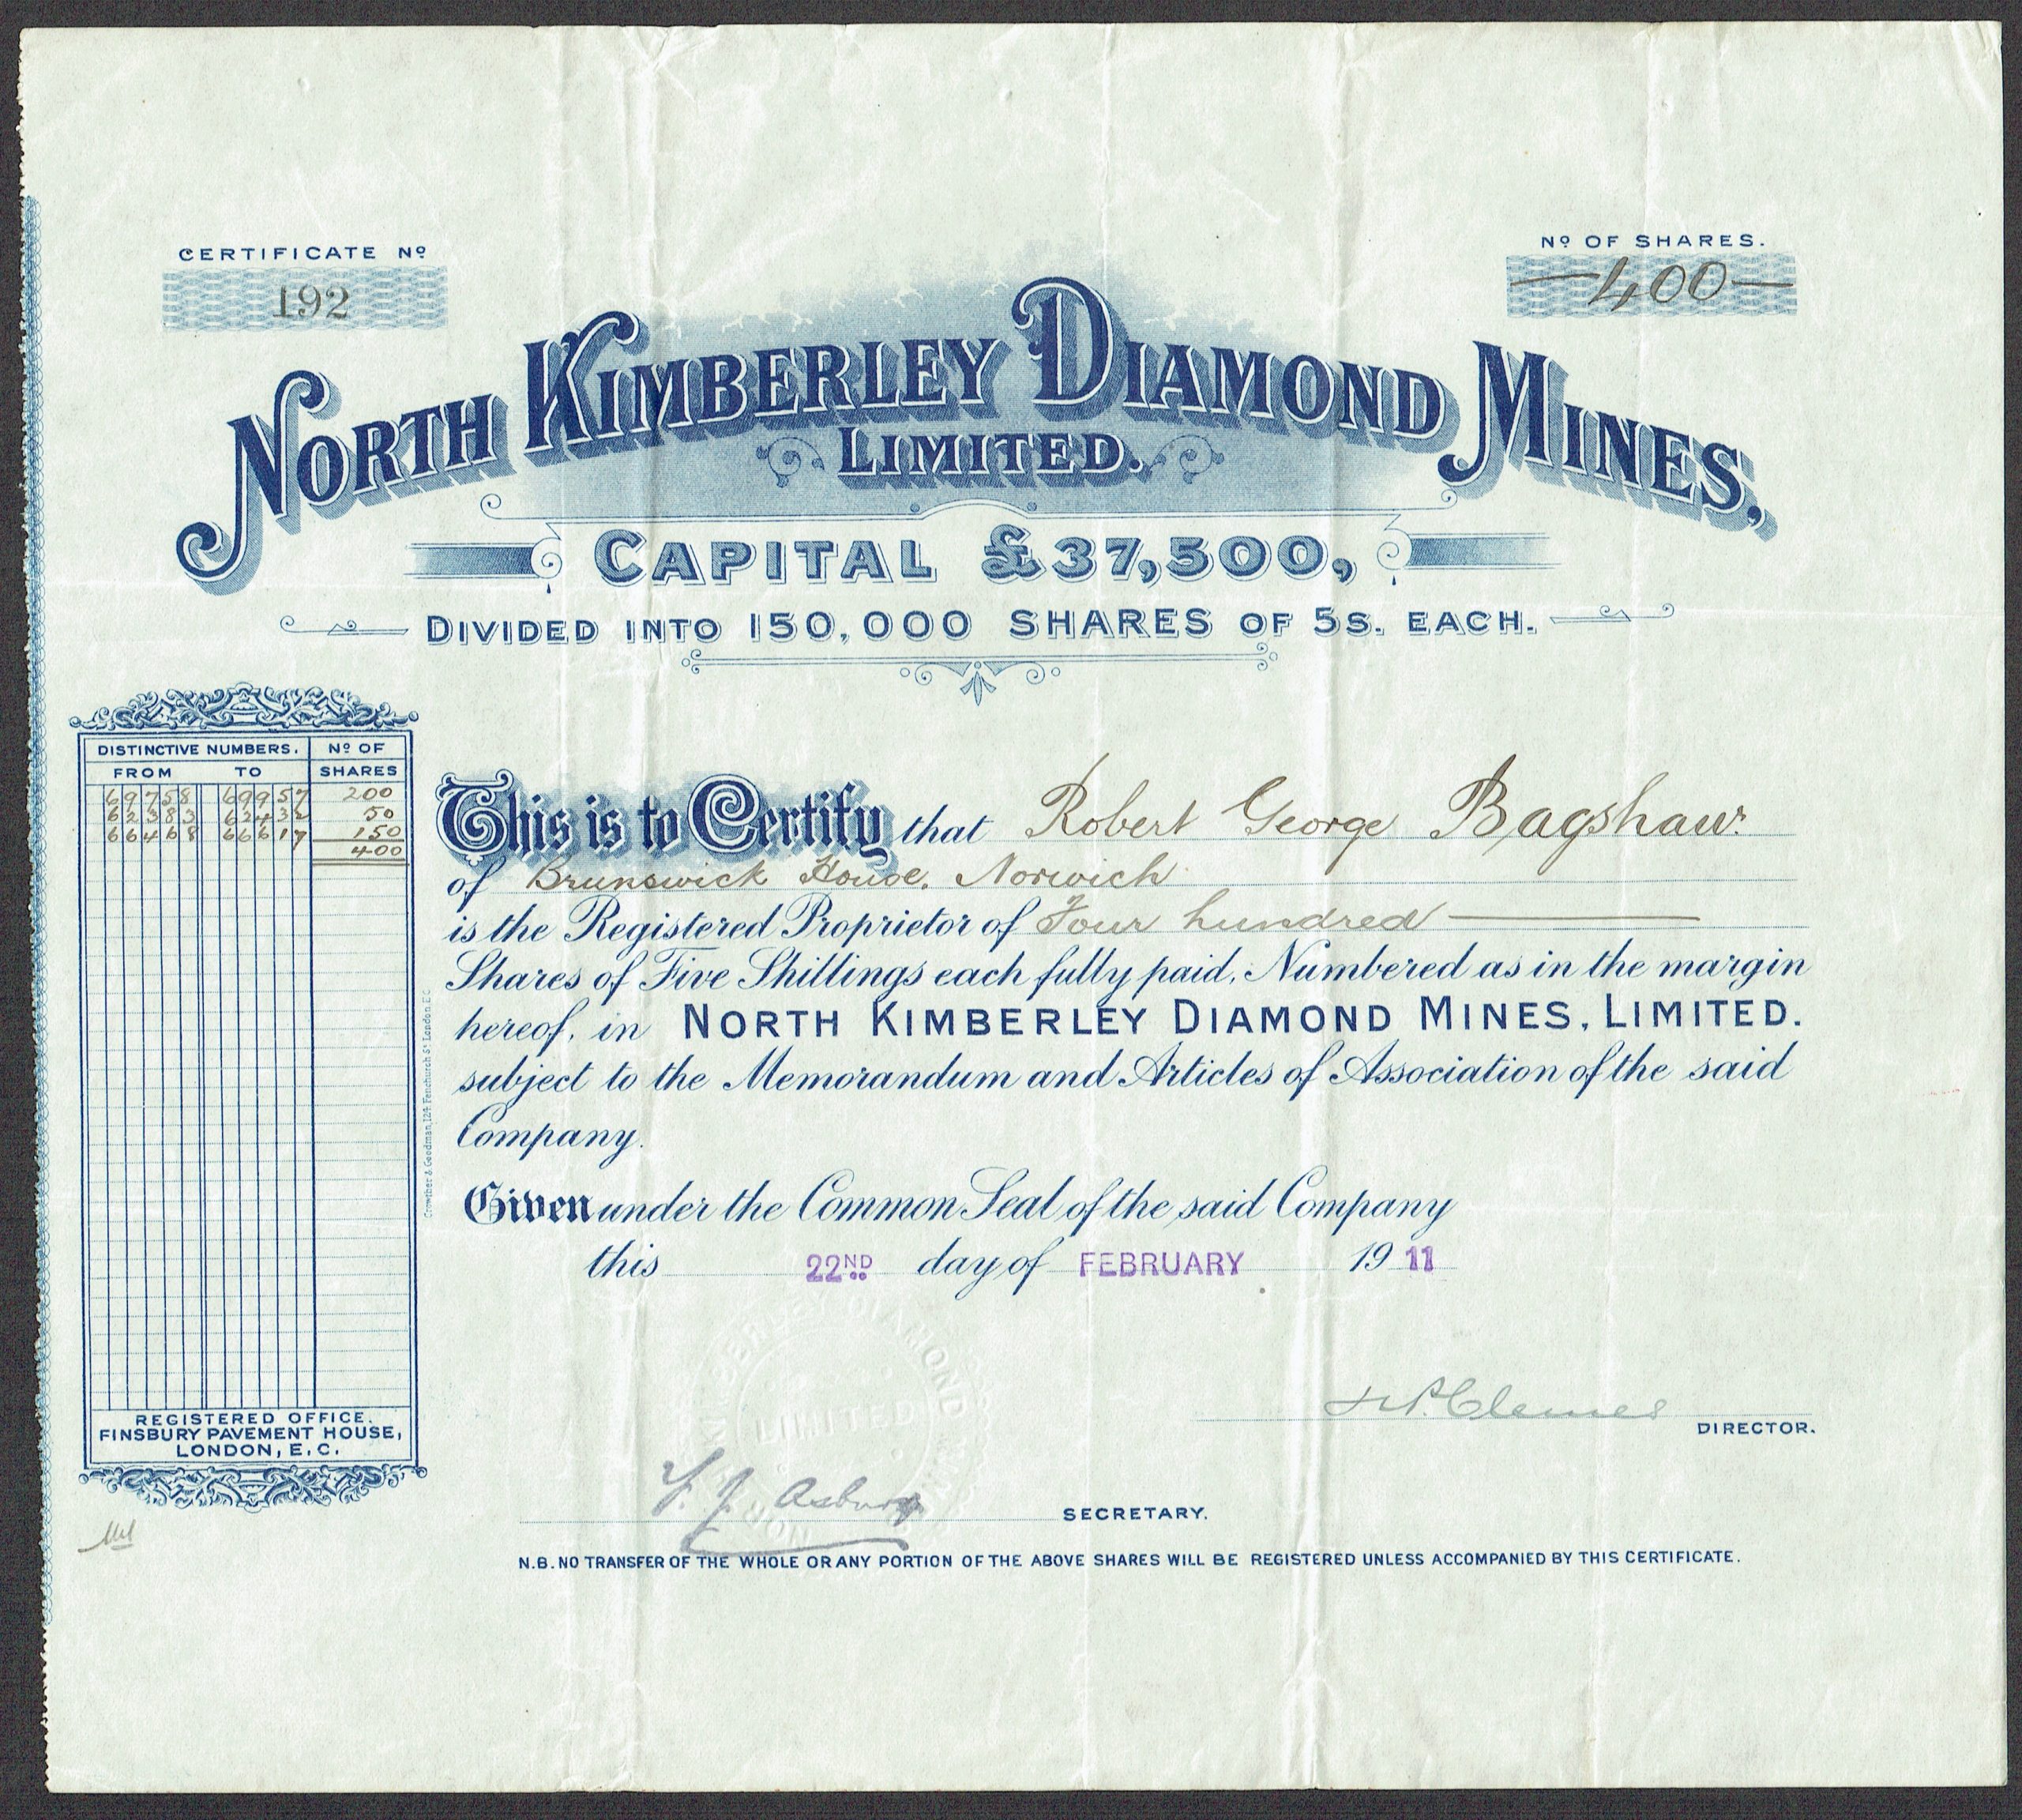 CERTIFICATE Nº
192
Nº OF SHARES.
400
NORTH KIMBERLEY DIAMOND MINES,
LIMITED.
CAPITAL £37,500,
DIVIDED INTO 150,000 SHARES OF 5S. EACH.
DISTINCTIVE NUMBERS. Nº OF
FROM TO SHARES
69758 69957 200
62383 62432 50
66468 66617 150
400
This is to Certify that Robert George Bagshaw
of Brunswick House, Norwich
is the Registered Proprietor of Four hundred
Shares of Five Shillings each fully paid, Numbered as in the margin
hereof, in NORTH KIMBERLEY DIAMOND MINES, LIMITED.
subject to the Memorandum and Articles of Association of the said
Company.
Given under the Common Seal of the said Company
this 22ND day of FEBRUARY 1911
Crowther & Goodman, 124, Fenchurch St London, E.C.
REGISTERED OFFICE.
FINSBURY PAVEMENT HOUSE,
LONDON, E.C.
DIRECTOR.
SECRETARY.
N.B. NO TRANSFER OF THE WHOLE OR ANY PORTION OF THE ABOVE SHARES WILL BE REGISTERED UNLESS ACCOMPANIED BY THIS CERTIFICATE.